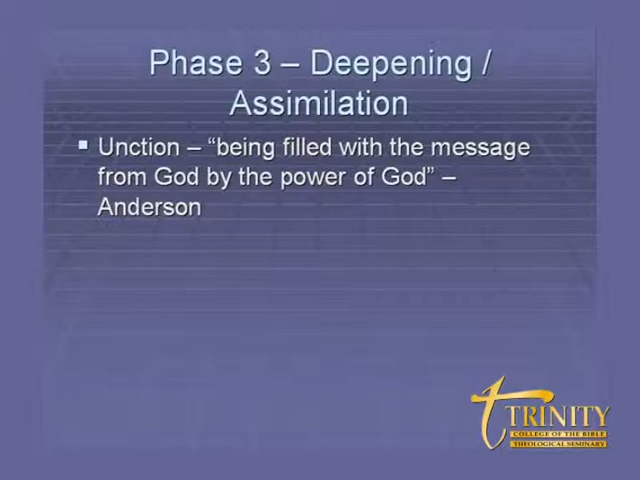 Phase 3 – Deepening /
Assimilation
Unction – “being filled with the message
from God by the power of God” –
Anderson
TRINITY
COLLEGE OF THE BIBLE
THEOLOGICAL SEMINARY